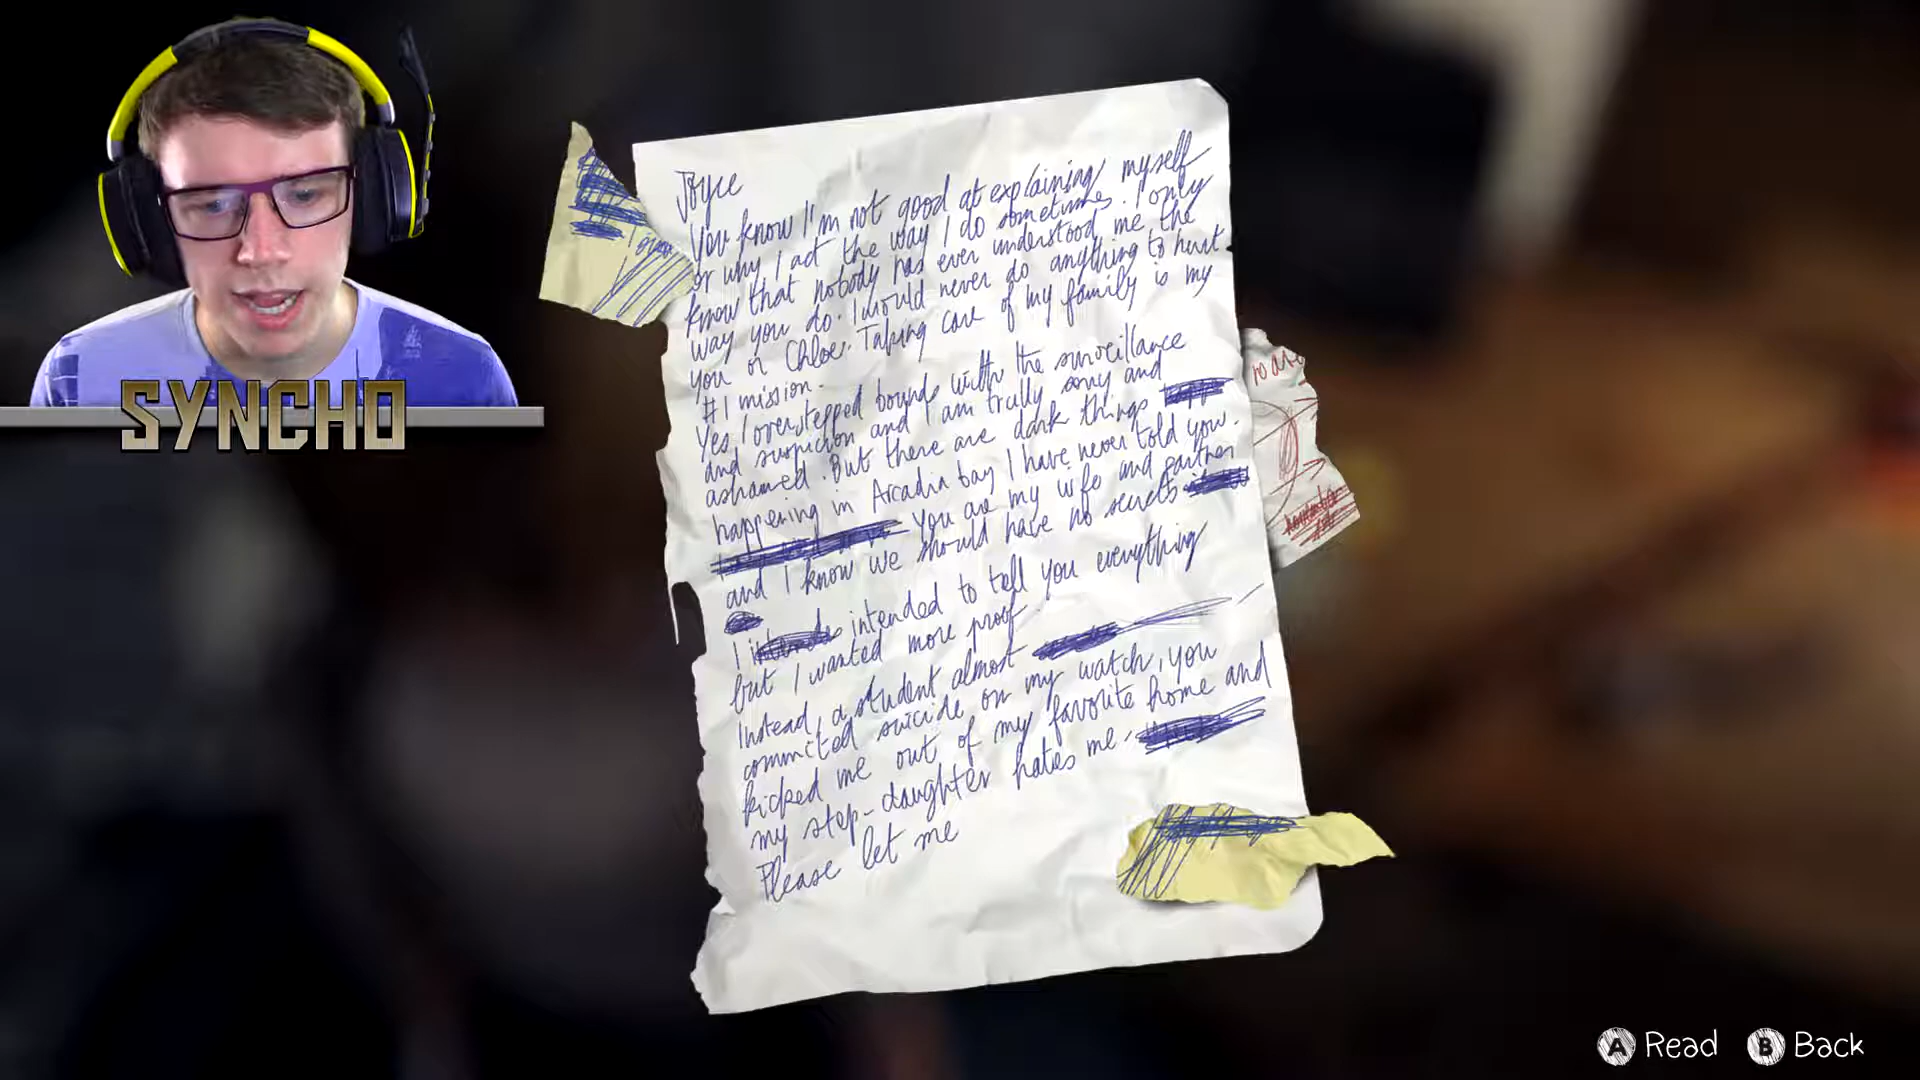 SYNCHO
Joyce
You know I'm not good at explaining myself
or why I act the way I do sometimes. I only
know that nobody has ever understood me the
way you do. I would never do anything to hurt
you or Chloe. Taking care of my family is my
#1 mission.
Yes I overstepped bounds with the surveillance
and suspicion and I am trully sorry and
ashamed. But there are dark things
happening in Arcadia bay I have never told you.
You are my wife and partner
and I know we should have no secrets
I intended to tell you everything
but I wanted more proof.
Instead, a student almost
committed suicide on my watch, you
kicked me out of my favorite home and
my step-daughter hates me.
Please let me
A Read B Back